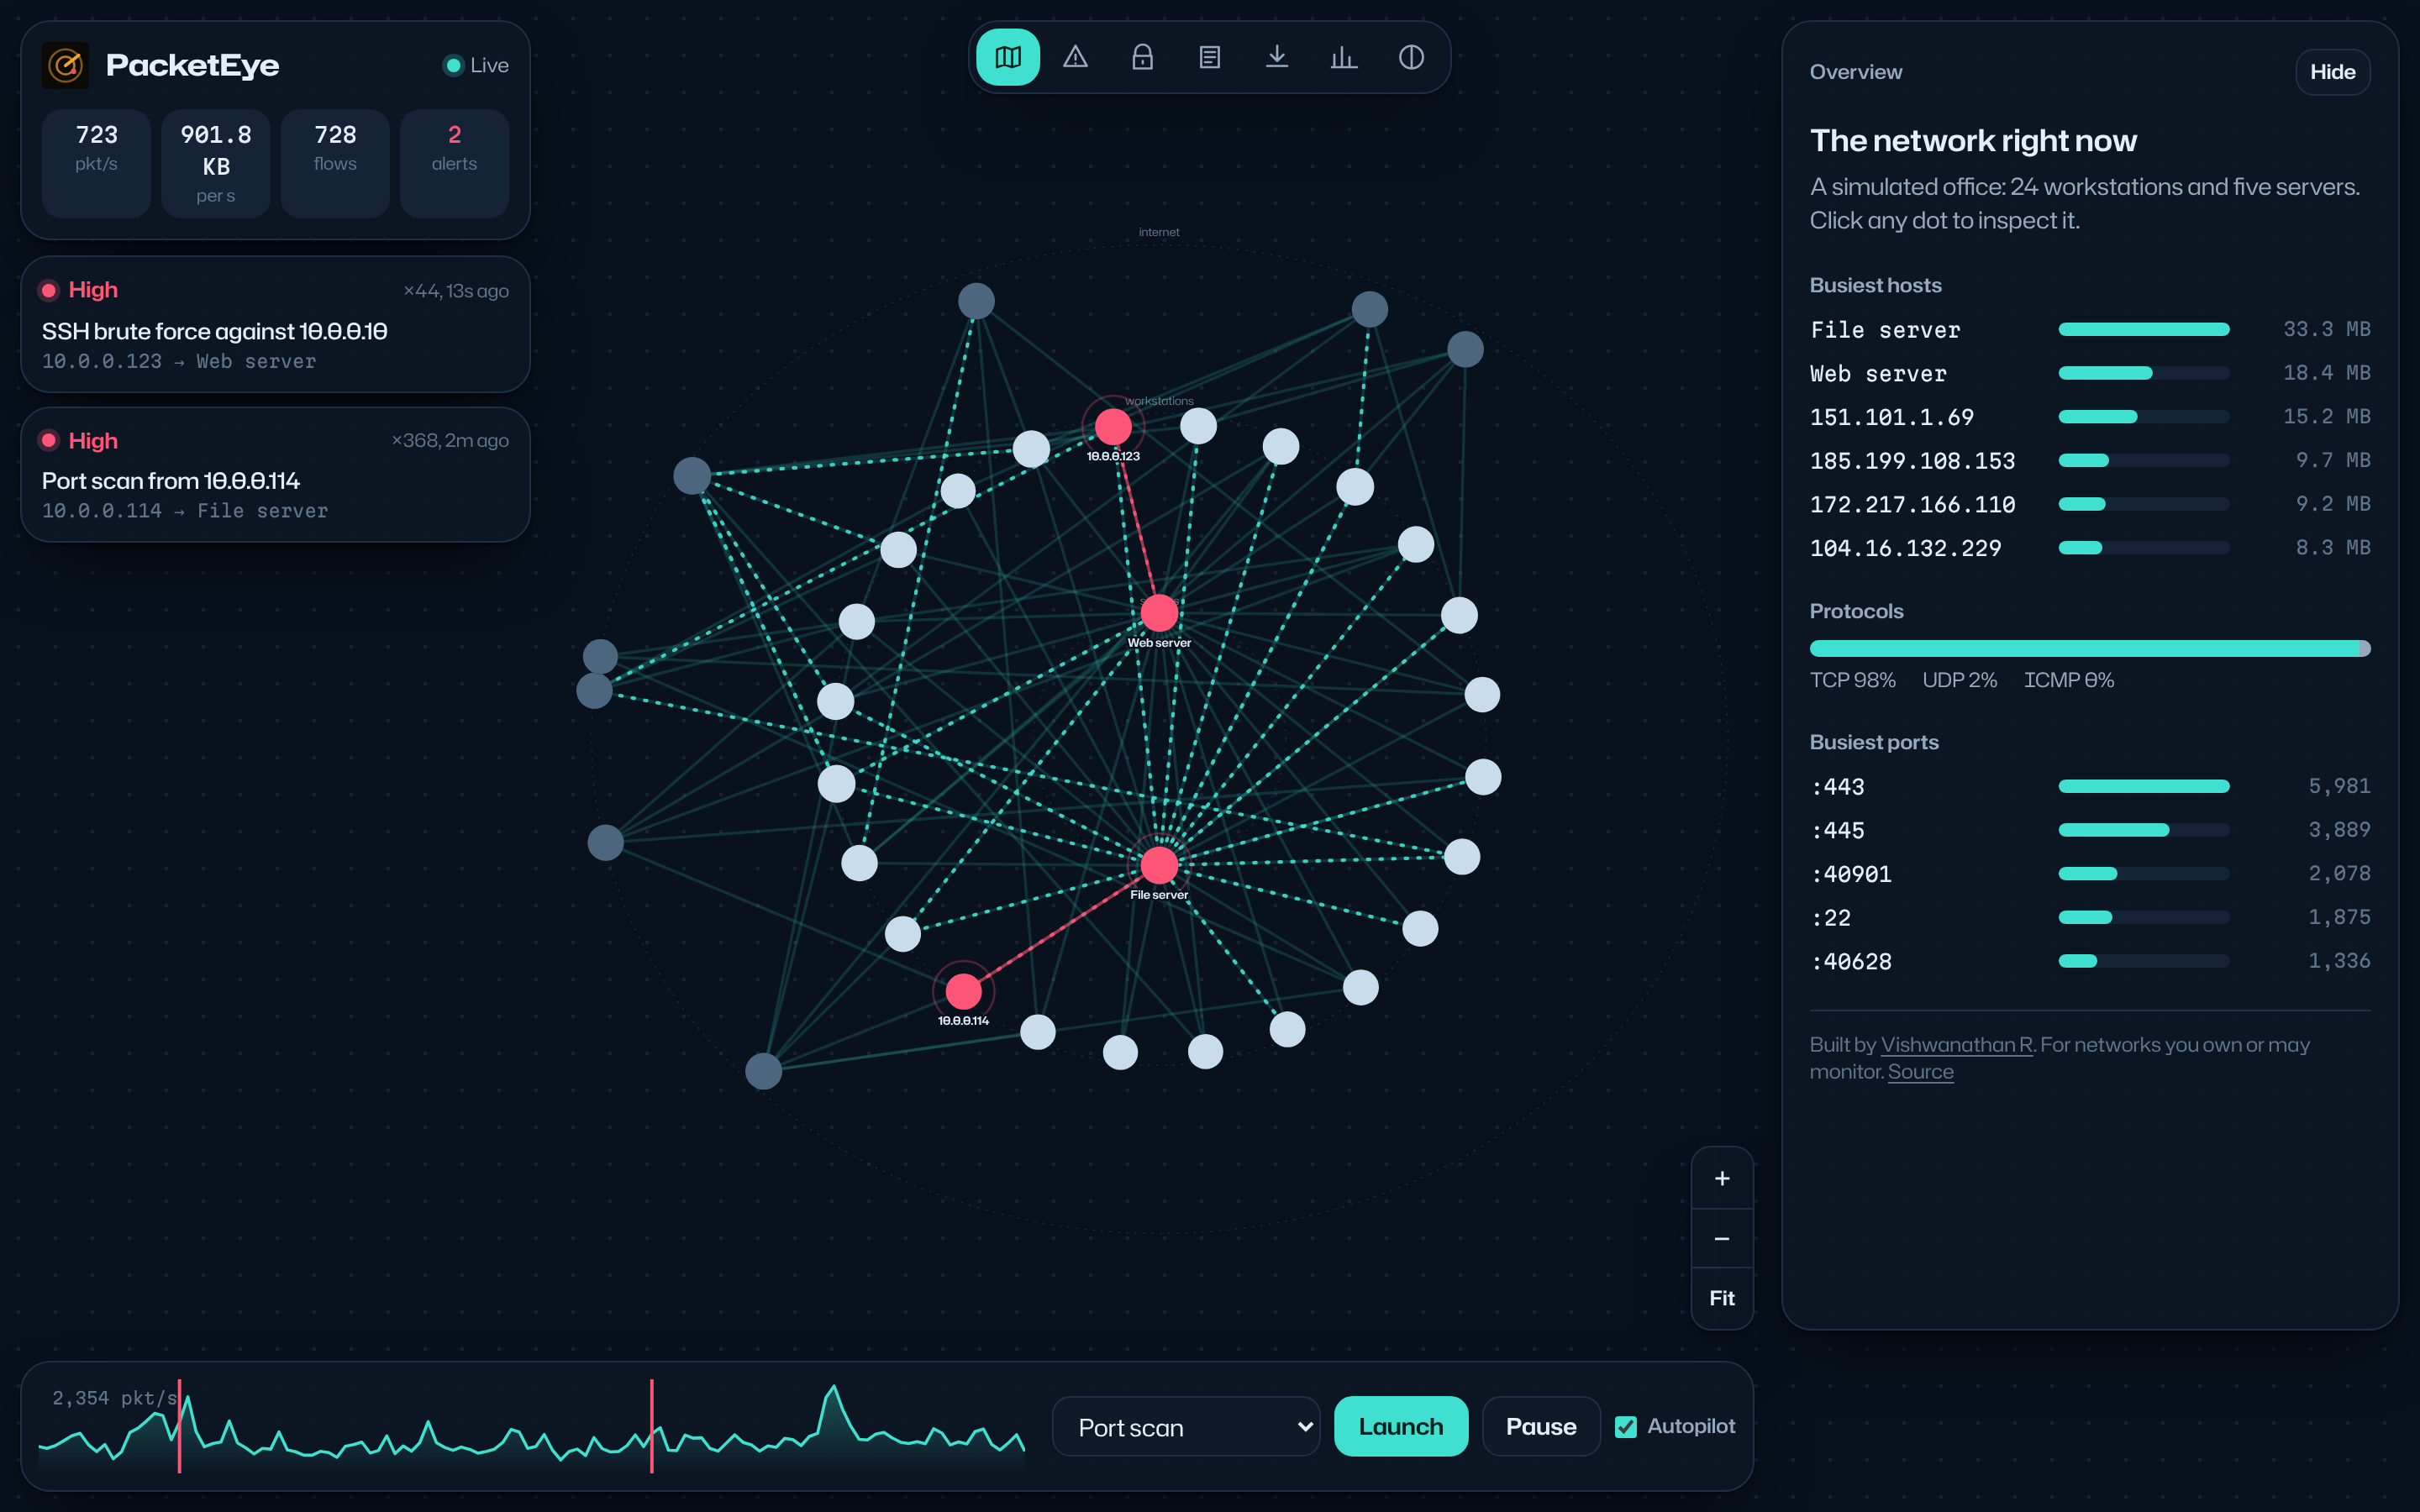 PacketEye
Live
723
pkt/s
901.8
KB
per s
728
flows
2
alerts
High
×44, 13s ago
SSH brute force against 10.0.0.10
10.0.0.123 → Web server
High
×368, 2m ago
Port scan from 10.0.0.114
10.0.0.114 → File server
internet
workstations
10.0.0.123
Web server
File server
10.0.0.114
+
−
Fit
2,354 pkt/s
Port scan
Launch
Pause
Autopilot
Overview
Hide
The network right now
A simulated office: 24 workstations and five servers.
Click any dot to inspect it.
Busiest hosts
File server 33.3 MB
Web server 18.4 MB
151.101.1.69 15.2 MB
185.199.108.153 9.7 MB
172.217.166.110 9.2 MB
104.16.132.229 8.3 MB
Protocols
TCP 98% UDP 2% ICMP 0%
Busiest ports
:443 5,981
:445 3,889
:40901 2,078
:22 1,875
:40628 1,336
Built by Vishwanathan R. For networks you own or may
monitor. Source